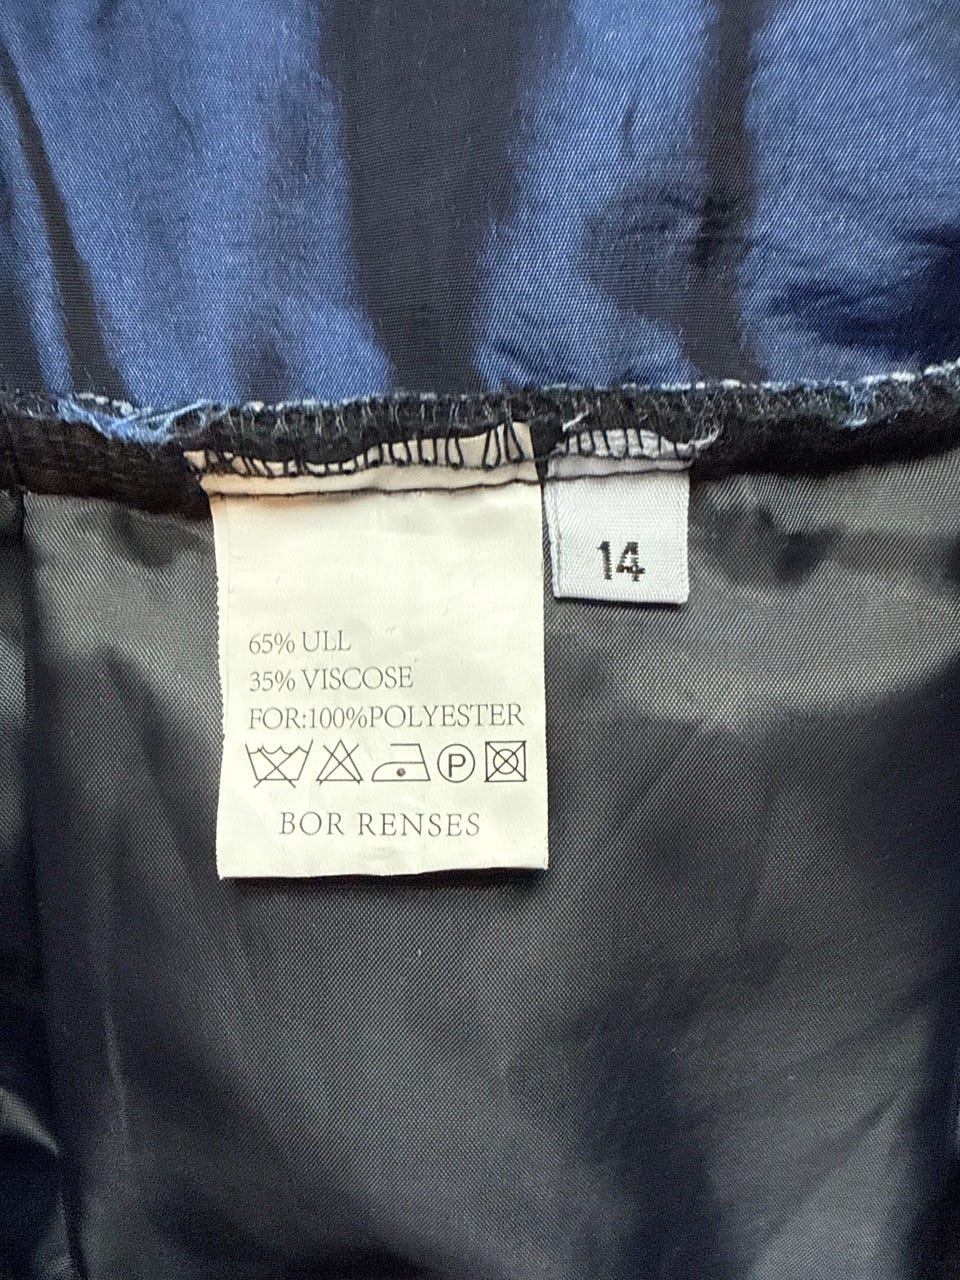 14
65% ULL
35% VISCOSE
FOR:100%POLYESTER
P
BOR RENSES